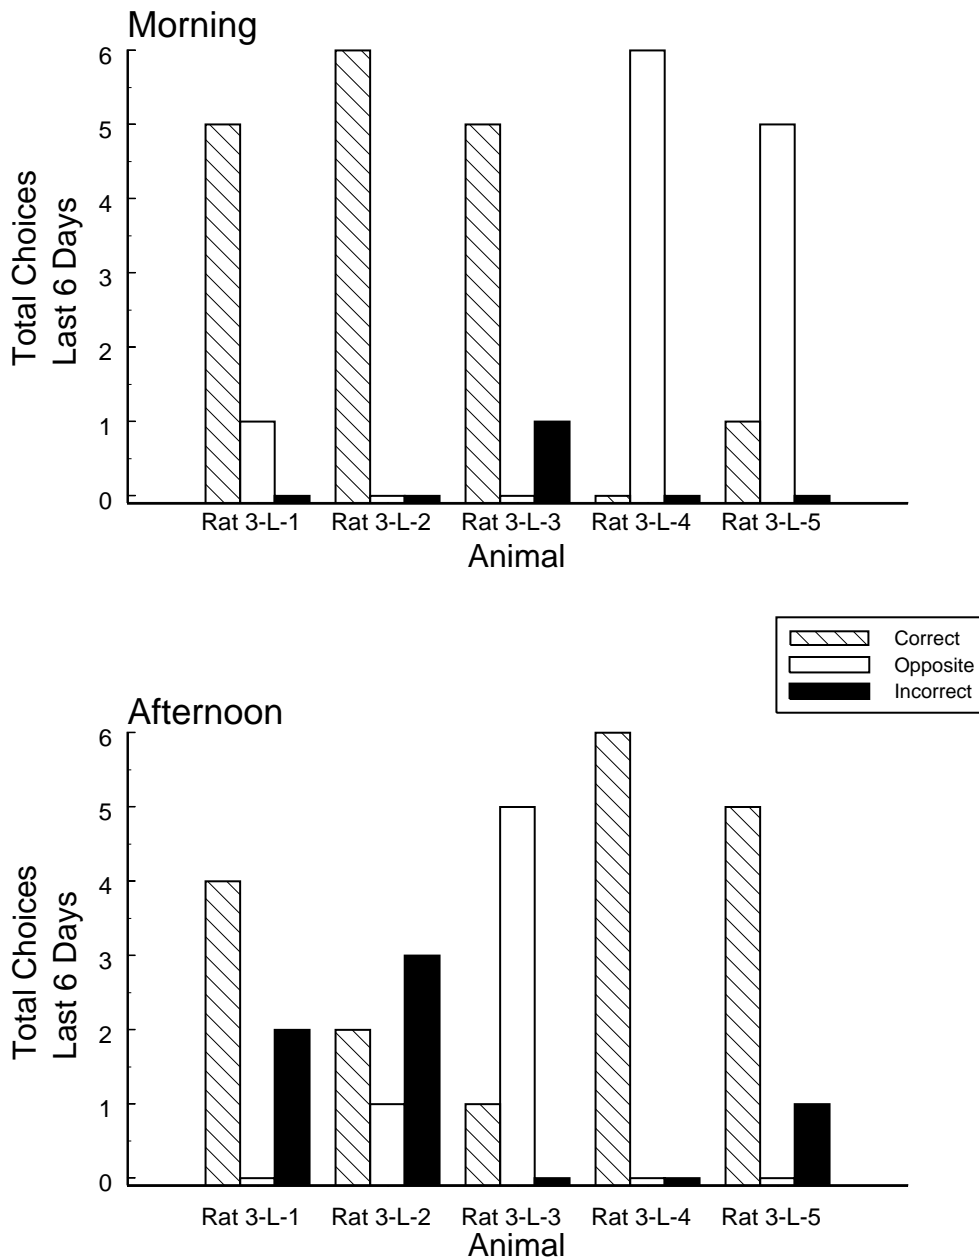 Morning
6
5
4
3
2
1
0
Total Choices
Last 6 Days
Rat 3-L-1 Rat 3-L-2 Rat 3-L-3 Rat 3-L-4 Rat 3-L-5
Animal
Correct
Opposite
Incorrect
Afternoon
6
5
4
3
2
1
0
Total Choices
Last 6 Days
Rat 3-L-1 Rat 3-L-2 Rat 3-L-3 Rat 3-L-4 Rat 3-L-5
Animal